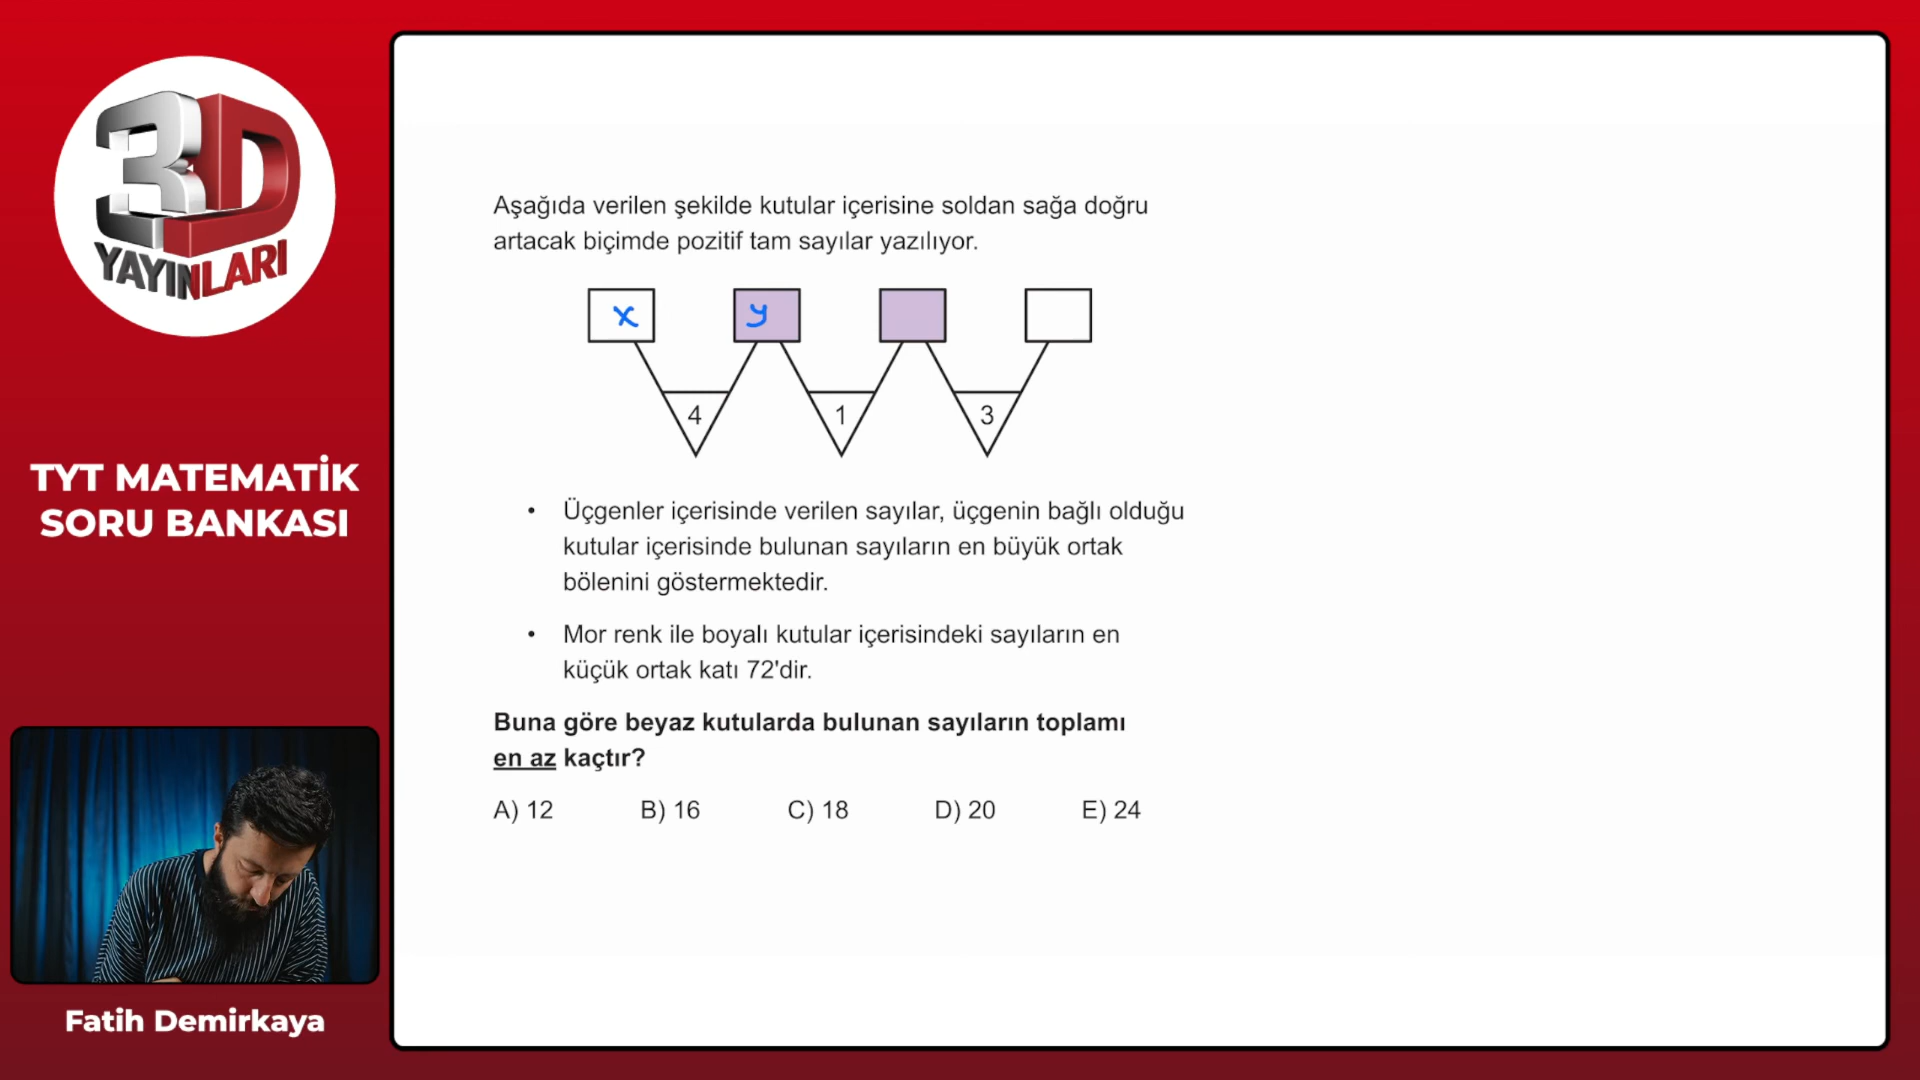 3D
YAYINLARI
TYT MATEMATİK
SORU BANKASI
Fatih Demirkaya
Aşağıda verilen şekilde kutular içerisine soldan sağa doğru
artacak biçimde pozitif tam sayılar yazılıyor.
x y
4 1 3
• Üçgenler içerisinde verilen sayılar, üçgenin bağlı olduğu
kutular içerisinde bulunan sayıların en büyük ortak
bölenini göstermektedir.
• Mor renk ile boyalı kutular içerisindeki sayıların en
küçük ortak katı 72'dir.
Buna göre beyaz kutularda bulunan sayıların toplamı
en az kaçtır?
A) 12 B) 16 C) 18 D) 20 E) 24